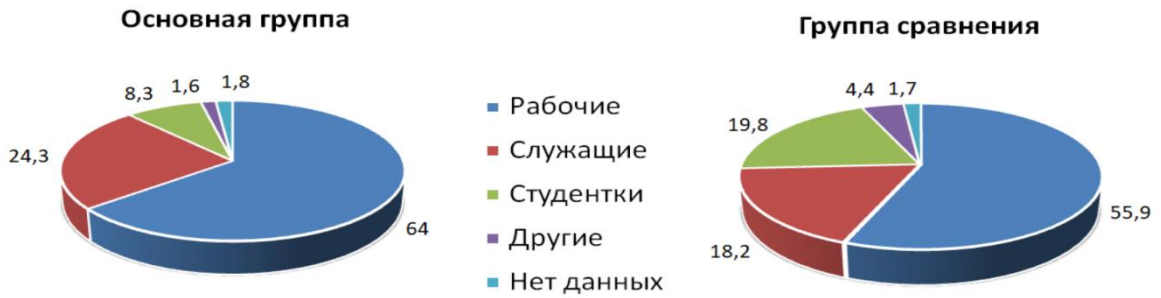 Основная группа
8,3
1,6
1,8
24,3
64
Рабочие
Служащие
Студентки
Другие
Нет данных
Группа сравнения
4,4
1,7
19,8
18,2
55,9